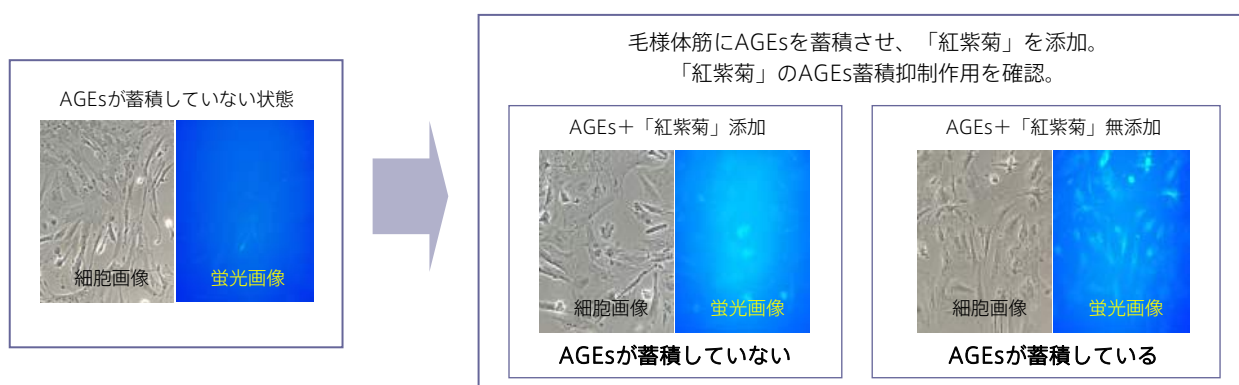 AGEsが蓄積していない状態
細胞画像
蛍光画像
毛様体筋にAGEsを蓄積させ、「紅紫菊」を添加。
「紅紫菊」のAGEs蓄積抑制作用を確認。
AGEs＋「紅紫菊」添加
細胞画像
蛍光画像
AGEsが蓄積していない
AGEs＋「紅紫菊」無添加
細胞画像
蛍光画像
AGEsが蓄積している